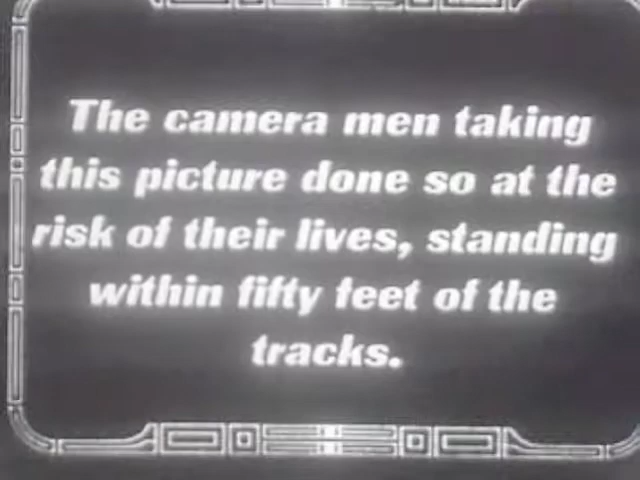 The camera men taking
this picture done so at the
risk of their lives, standing
within fifty feet of the
tracks.